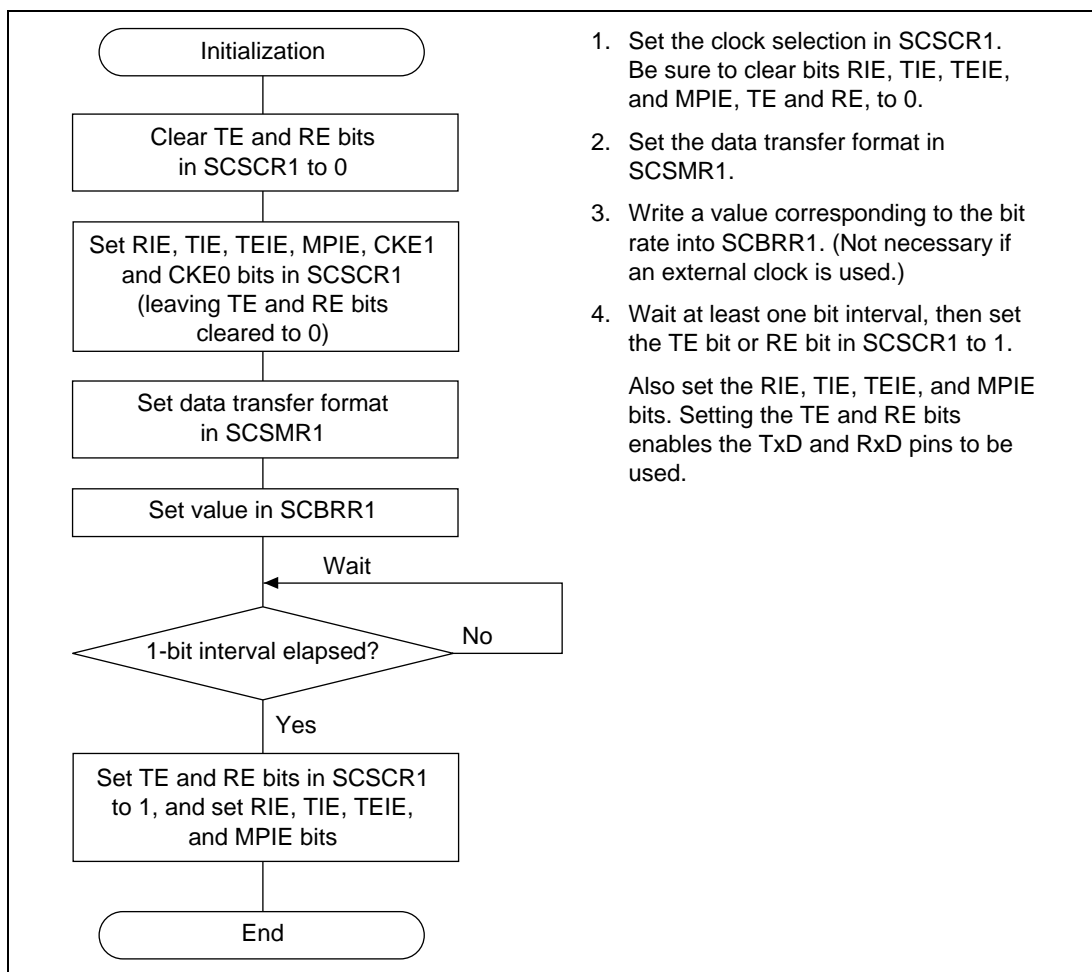 Initialization
Clear TE and RE bits
in SCSCR1 to 0
Set RIE, TIE, TEIE, MPIE, CKE1
and CKE0 bits in SCSCR1
(leaving TE and RE bits
cleared to 0)
Set data transfer format
in SCSMR1
Set value in SCBRR1
Wait
1-bit interval elapsed?
No
Yes
Set TE and RE bits in SCSCR1
to 1, and set RIE, TIE, TEIE,
and MPIE bits
End
1. Set the clock selection in SCSCR1.
Be sure to clear bits RIE, TIE, TEIE,
and MPIE, TE and RE, to 0.
2. Set the data transfer format in
SCSMR1.
3. Write a value corresponding to the bit
rate into SCBRR1. (Not necessary if
an external clock is used.)
4. Wait at least one bit interval, then set
the TE bit or RE bit in SCSCR1 to 1.
Also set the RIE, TIE, TEIE, and MPIE
bits. Setting the TE and RE bits
enables the TxD and RxD pins to be
used.